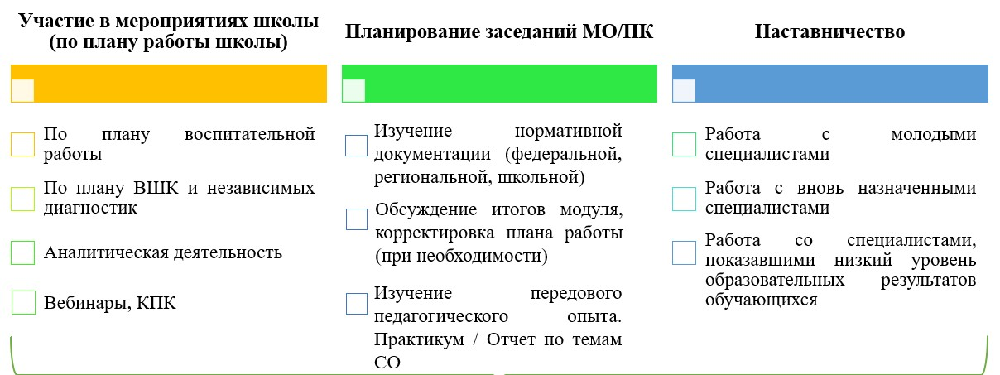 Участие в мероприятиях школы
(по плану работы школы)
По плану воспитательной
работы
По плану ВШК и независимых
диагностик
Аналитическая деятельность
Вебинары, КПК
Планирование заседаний МО/ПК
Изучение нормативной
документации (федеральной,
региональной, школьной)
Обсуждение итогов модуля,
корректировка плана работы
(при необходимости)
Изучение передового
педагогического опыта.
Практикум / Отчет по темам
СО
Наставничество
Работа с молодыми
специалистами
Работа с вновь назначенными
специалистами
Работа со специалистами,
показавшими низкий уровень
образовательных результатов
обучающихся